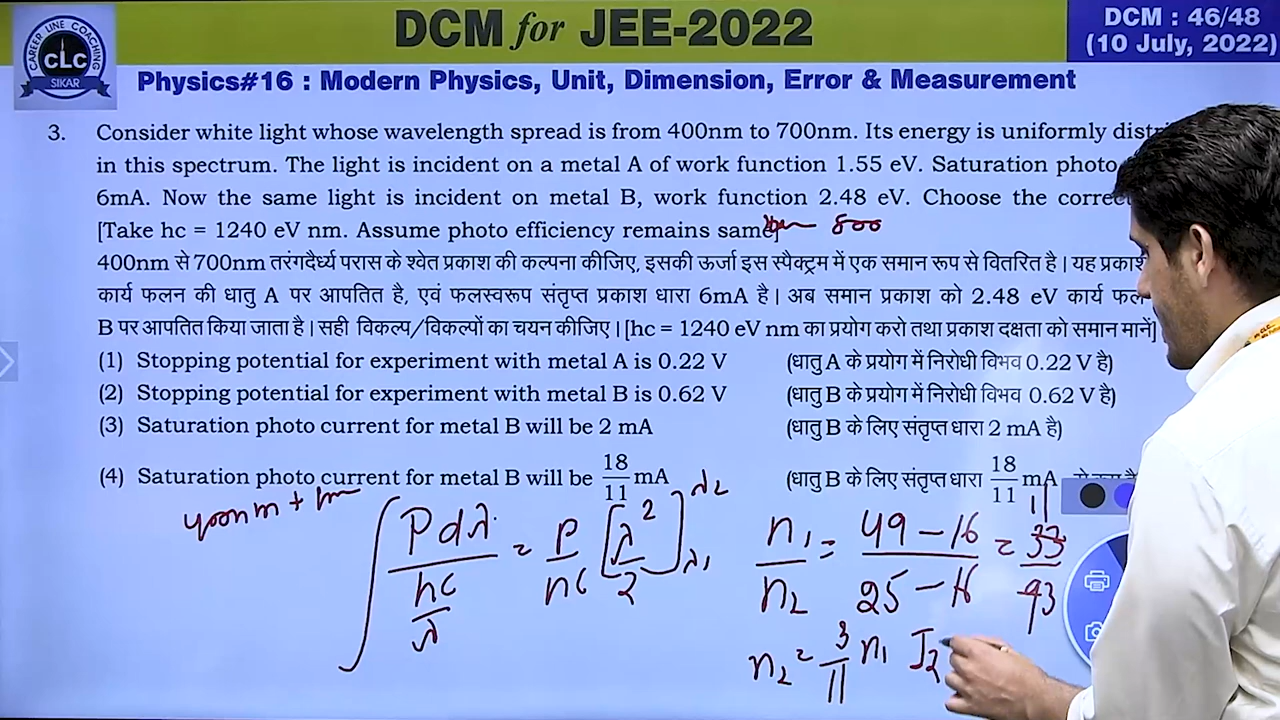 CAREER LINE COACHING
CLC
SIKAR
DCM for JEE-2022
DCM : 46/48
(10 July, 2022)
Physics#16 : Modern Physics, Unit, Dimension, Error & Measurement
3. Consider white light whose wavelength spread is from 400nm to 700nm. Its energy is uniformly
in this spectrum. The light is incident on a metal A of work function 1.55 eV. Saturation photo
6mA. Now the same light is incident on metal B, work function 2.48 eV. Choose the
[Take hc = 1240 eV nm. Assume photo efficiency remains same] 800
400nm से 700nm तरंगदैर्ध्य परास के श्वेत प्रकाश की कल्पना कीजिए, इसकी ऊर्जा इस स्पैक्ट्रम में एक समान रूप से वितरित है। यह
कार्य फलन की धातु A पर आपतित है, एवं फलस्वरूप संतृप्त प्रकाश धारा 6mA है। अब समान प्रकाश को 2.48 eV कार्य
B पर आपतित किया जाता है। सही विकल्प/विकल्पों का चयन कीजिए। [hc = 1240 eV nm का प्रयोग करो तथा प्रकाश दक्षता को समान मानें]
(1) Stopping potential for experiment with metal A is 0.22 V (धातु A के प्रयोग में निरोधी विभव 0.22 V है)
(2) Stopping potential for experiment with metal B is 0.62 V (धातु B के प्रयोग में निरोधी विभव 0.62 V है)
(3) Saturation photo current for metal B will be 2 mA (धातु B के लिए संतृप्त धारा 2 mA है)
(4) Saturation photo current for metal B will be 18/11 mA (धातु B के लिए संतृप्त धारा 18/11 mA
400nm +
∫ P dλ / (hc/λ) = P/hc [λ²/2] λ₂ λ₁
n₁/n₂ = (49 – 16)/(25 – 16) = 33/9 11 3
n₂ = 3/11 n₁ I₂